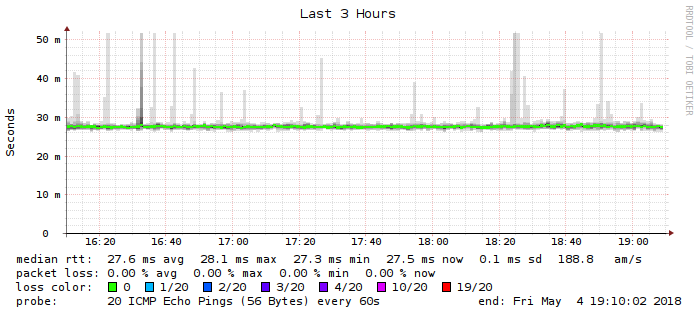 Last 3 Hours
RRDTOOL / TOBI OETIKER
Seconds
50 m
40 m
30 m
20 m
10 m
0
16:20 16:40 17:00 17:20 17:40 18:00 18:20 18:40 19:00
median rtt: 27.6 ms avg 28.1 ms max 27.3 ms min 27.5 ms now 0.1 ms sd 188.8 am/s
packet loss: 0.00 % avg 0.00 % max 0.00 % min 0.00 % now
loss color: 0 1/20 2/20 3/20 4/20 10/20 19/20
probe: 20 ICMP Echo Pings (56 Bytes) every 60s end: Fri May 4 19:10:02 2018